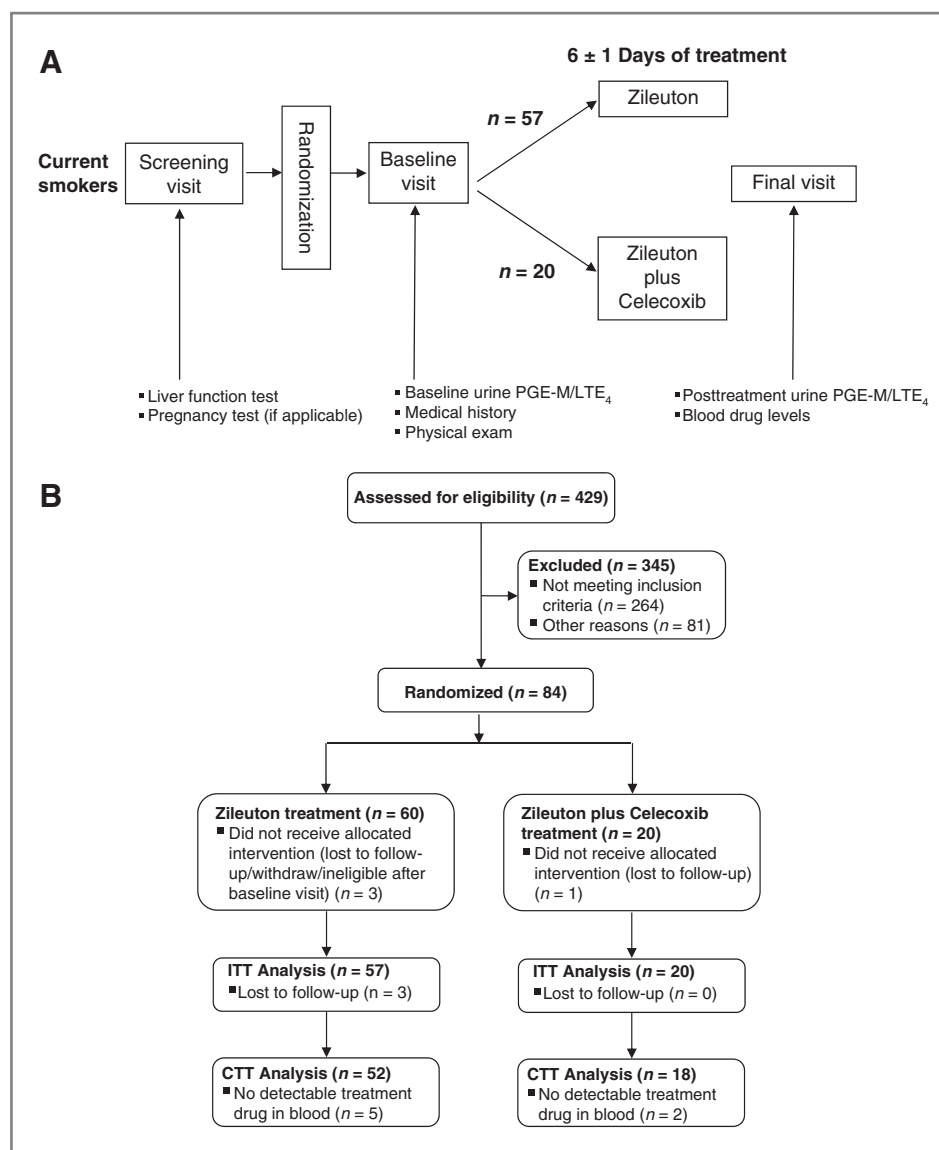 A
6 ± 1 Days of treatment
Current
smokers
Screening
visit
Randomization
Baseline
visit
n = 57
Zileuton
n = 20
Zileuton
plus
Celecoxib
Final visit
▪ Liver function test
▪ Pregnancy test (if applicable)
▪ Baseline urine PGE-M/LTE₄
▪ Medical history
▪ Physical exam
▪ Posttreatment urine PGE-M/LTE₄
▪ Blood drug levels
B
Assessed for eligibility (n = 429)
Excluded (n = 345)
▪ Not meeting inclusion
criteria (n = 264)
▪ Other reasons (n = 81)
Randomized (n = 84)
Zileuton treatment (n = 60)
▪ Did not receive allocated
intervention (lost to follow-
up/withdraw/ineligible after
baseline visit) (n = 3)
Zileuton plus Celecoxib
treatment (n = 20)
▪ Did not receive allocated
intervention (lost to follow-up)
(n = 1)
ITT Analysis (n = 57)
▪ Lost to follow-up (n = 3)
ITT Analysis (n = 20)
▪ Lost to follow-up (n = 0)
CTT Analysis (n = 52)
▪ No detectable treatment
drug in blood (n = 5)
CTT Analysis (n = 18)
▪ No detectable treatment
drug in blood (n = 2)